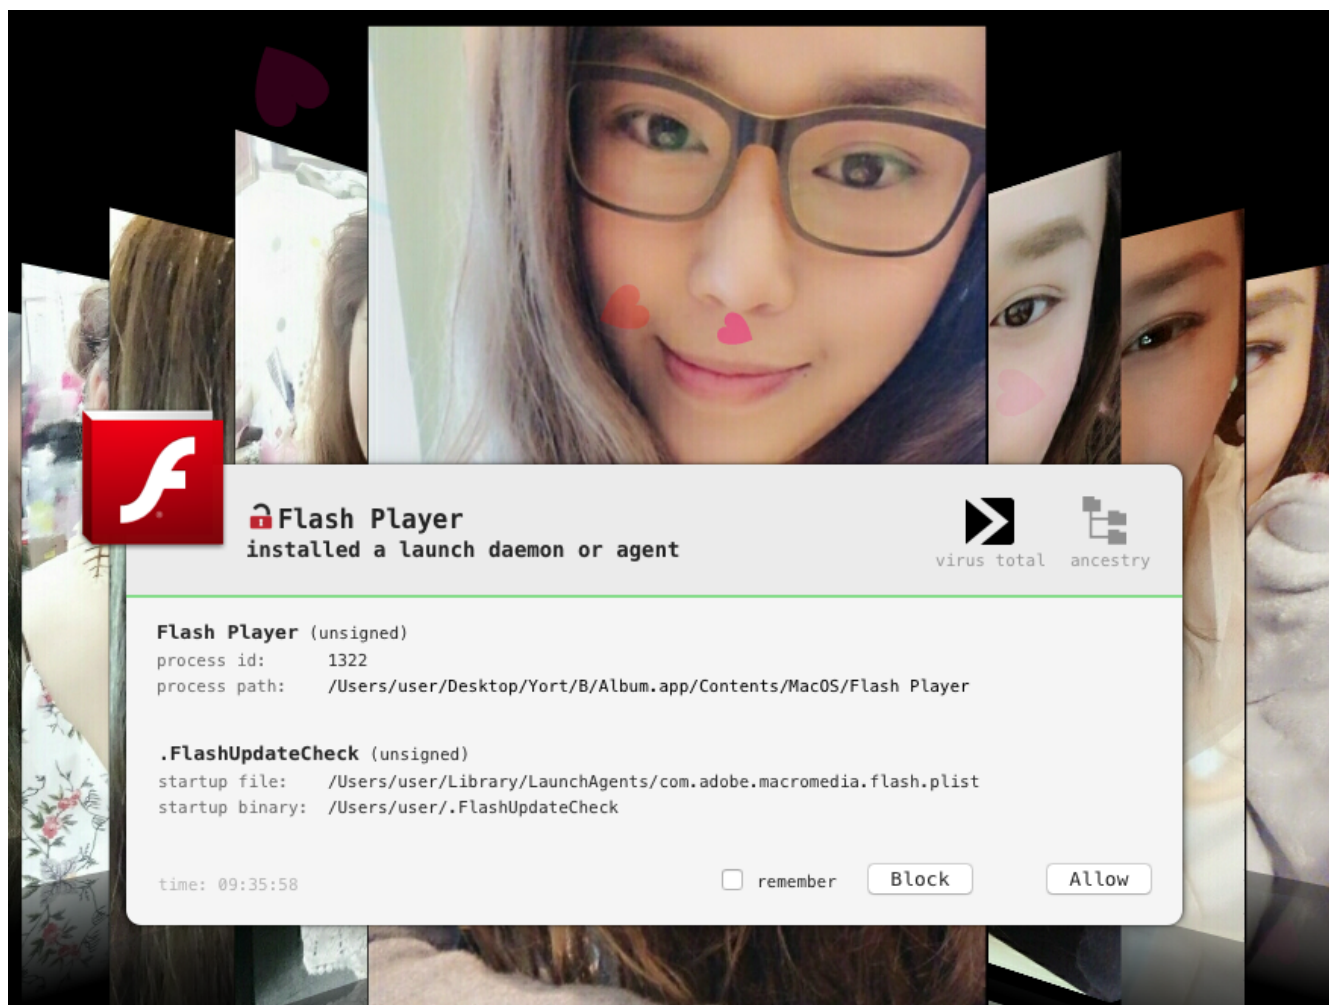 Flash Player
installed a launch daemon or agent
virus total
ancestry
Flash Player (unsigned)
process id: 1322
process path: /Users/user/Desktop/Yort/B/Album.app/Contents/MacOS/Flash Player
.FlashUpdateCheck (unsigned)
startup file: /Users/user/Library/LaunchAgents/com.adobe.macromedia.flash.plist
startup binary: /Users/user/.FlashUpdateCheck
time: 09:35:58
remember
Block
Allow